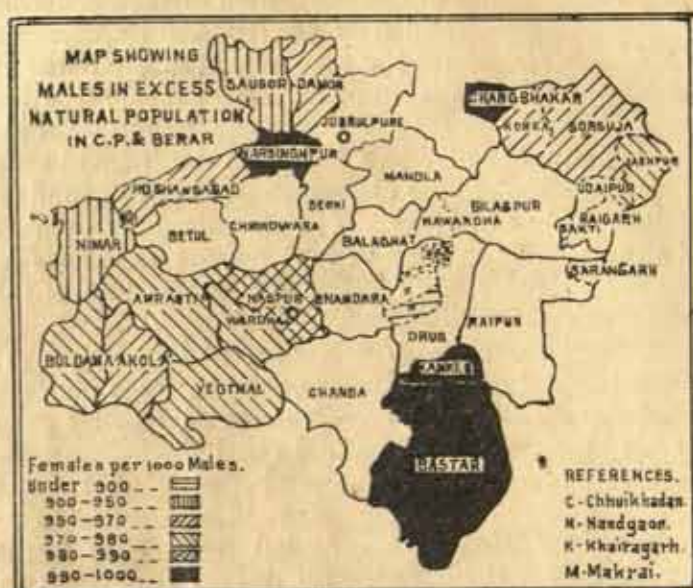 MAP SHOWING
MALES IN EXCESS
NATURAL POPULATION
IN C.P. & BERAR
SAUGOR
DAMOH
JUBBULPURE
CHANGBHAKAR
KOREA
SURGUJA
JASHPUR
NARSINGHPUR
MANDLA
HOSHANGABAD
SEONI
BILASPUR
UDAIPUR
NIMAR
BETUL
CHHINDWARA
BALAGHAT
KAWARDHA
SAKTI
RAIGARH
SARANGARH
AMRAOTI
NAGPUR
BHANDARA
WARDHA
DRUG
RAIPUR
BULDANA
AKOLA
YEOTMAL
CHANDA
KANKER
BASTAR
Females per 1000 Males.
Under 900
900-950
950-970
970-980
980-990
990-1000
REFERENCES.
C-Chhuikhadan.
N-Nandgaon.
K-Khairagarh
M-Makrai.